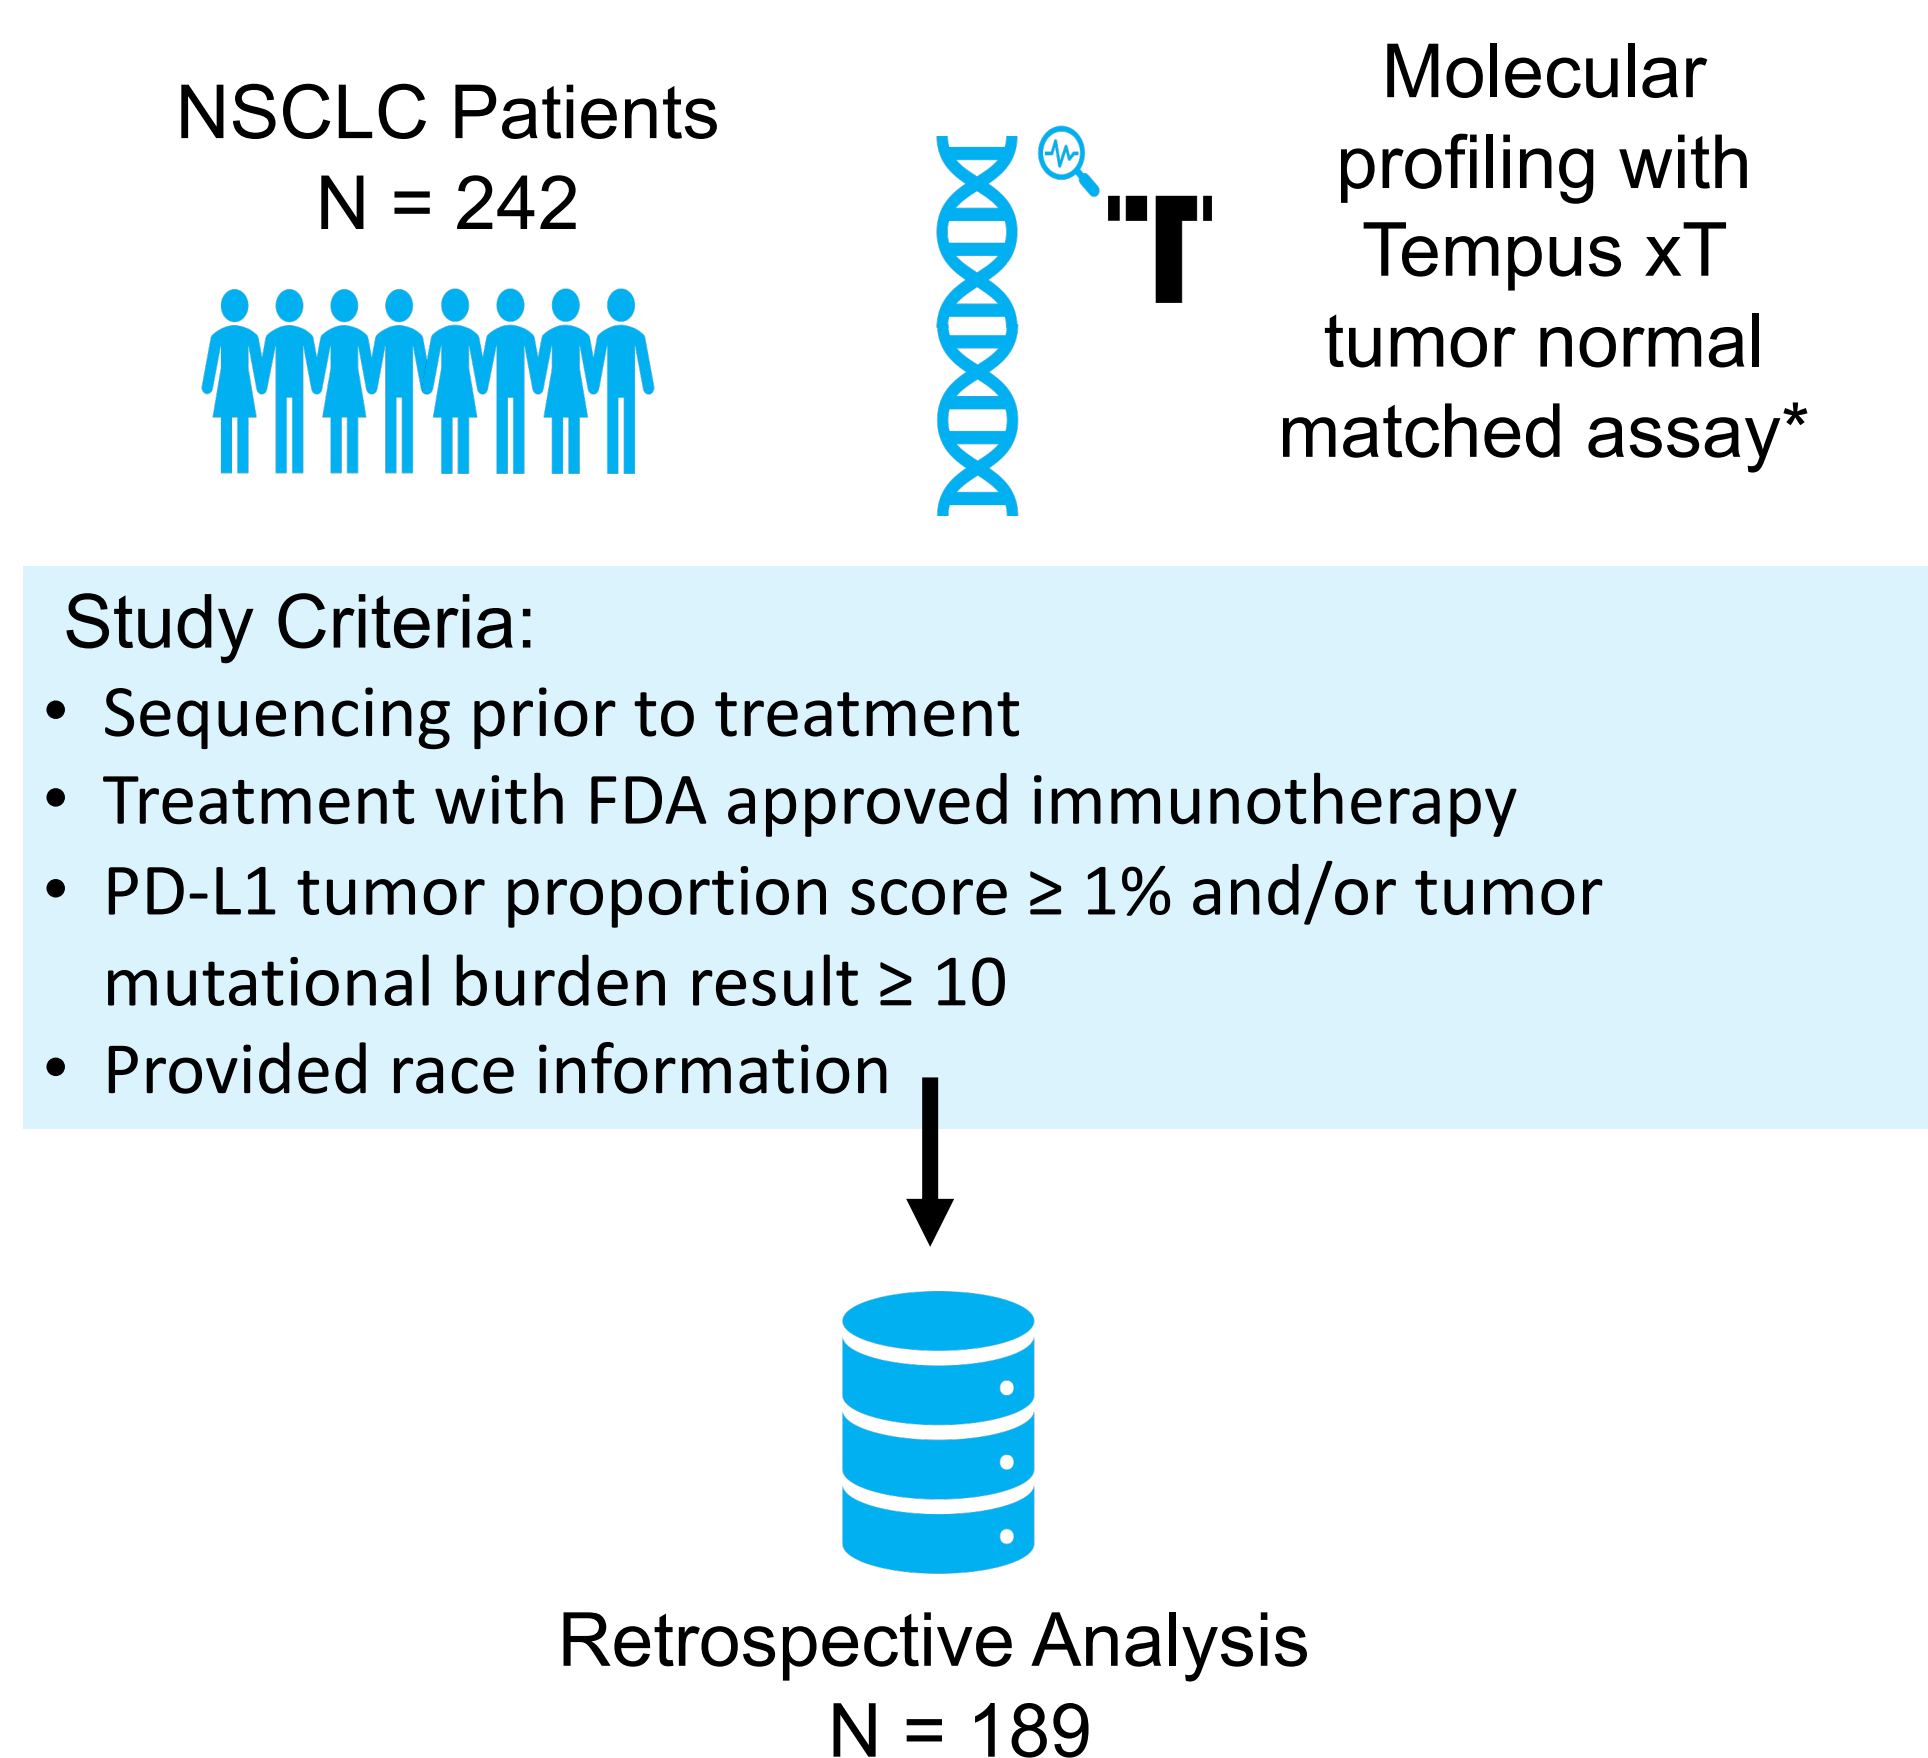 NSCLC Patients
N = 242
Molecular
profiling with
Tempus xT
tumor normal
matched assay*
Study Criteria:
• Sequencing prior to treatment
• Treatment with FDA approved immunotherapy
• PD-L1 tumor proportion score ≥ 1% and/or tumor
mutational burden result ≥ 10
• Provided race information
Retrospective Analysis
N = 189